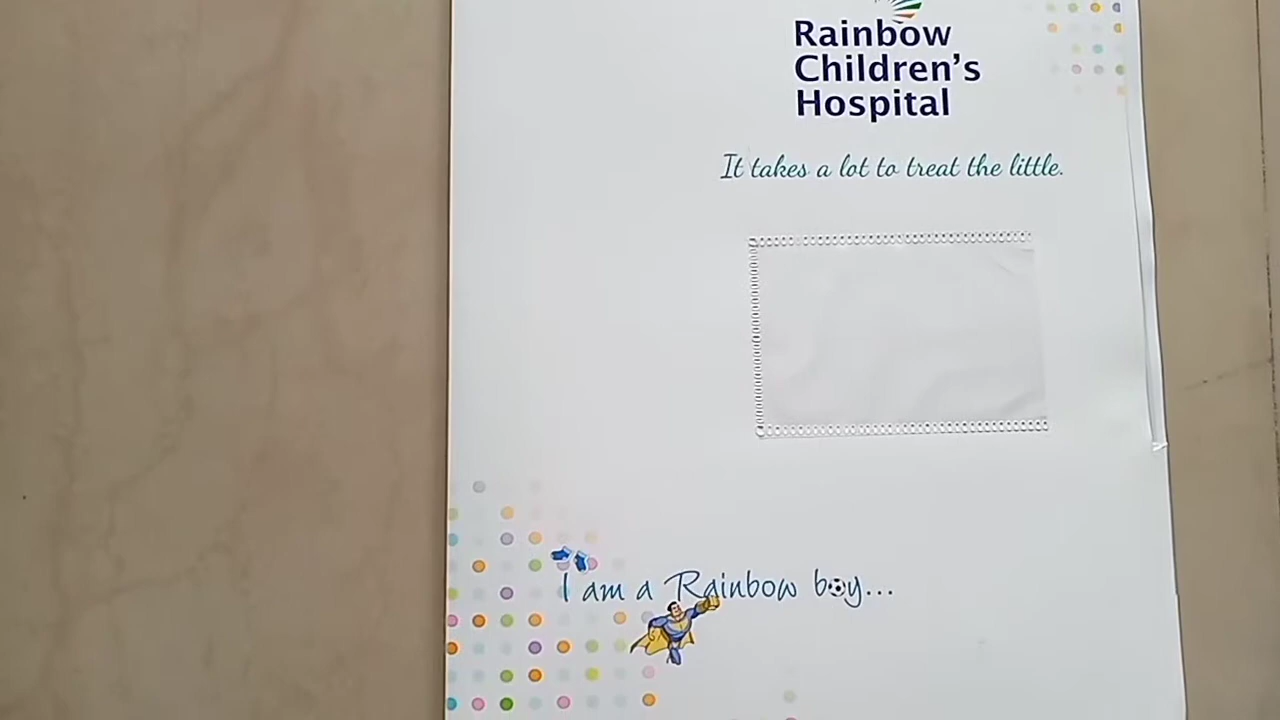 Rainbow
Children's
Hospital
It takes a lot to treat the little.
I am a Rainbow boy...